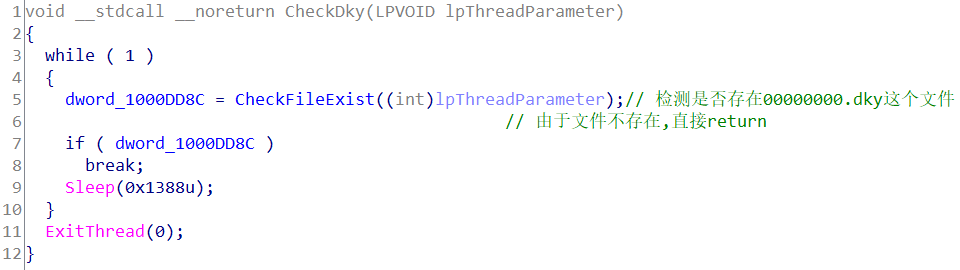 1 void __stdcall __noreturn CheckDky(LPVOID lpThreadParameter)
2 {
3   while ( 1 )
4   {
5     dword_1000DD8C = CheckFileExist((int)lpThreadParameter);// 检测是否存在00000000.dky这个文件
6                                             // 由于文件不存在,直接return
7     if ( dword_1000DD8C )
8       break;
9     Sleep(0x1388u);
10   }
11   ExitThread(0);
12 }